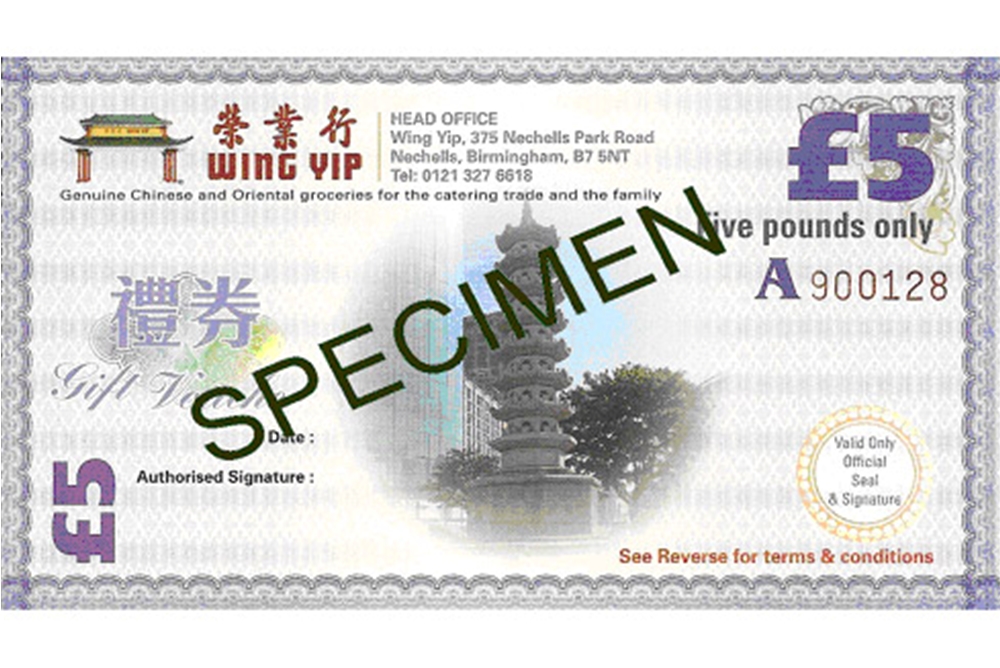 榮業行
WING YIP
HEAD OFFICE
Wing Yip, 375 Nechells Park Road
Nechells, Birmingham, B7 5NT
Tel: 0121 327 6618
Genuine Chinese and Oriental groceries for the catering trade and the family
£5
Five pounds only
A 900128
禮券
Gift Voucher
SPECIMEN
Date :
Authorised Signature :
£5
Valid Only
Official
Seal
& Signature
See Reverse for terms & conditions